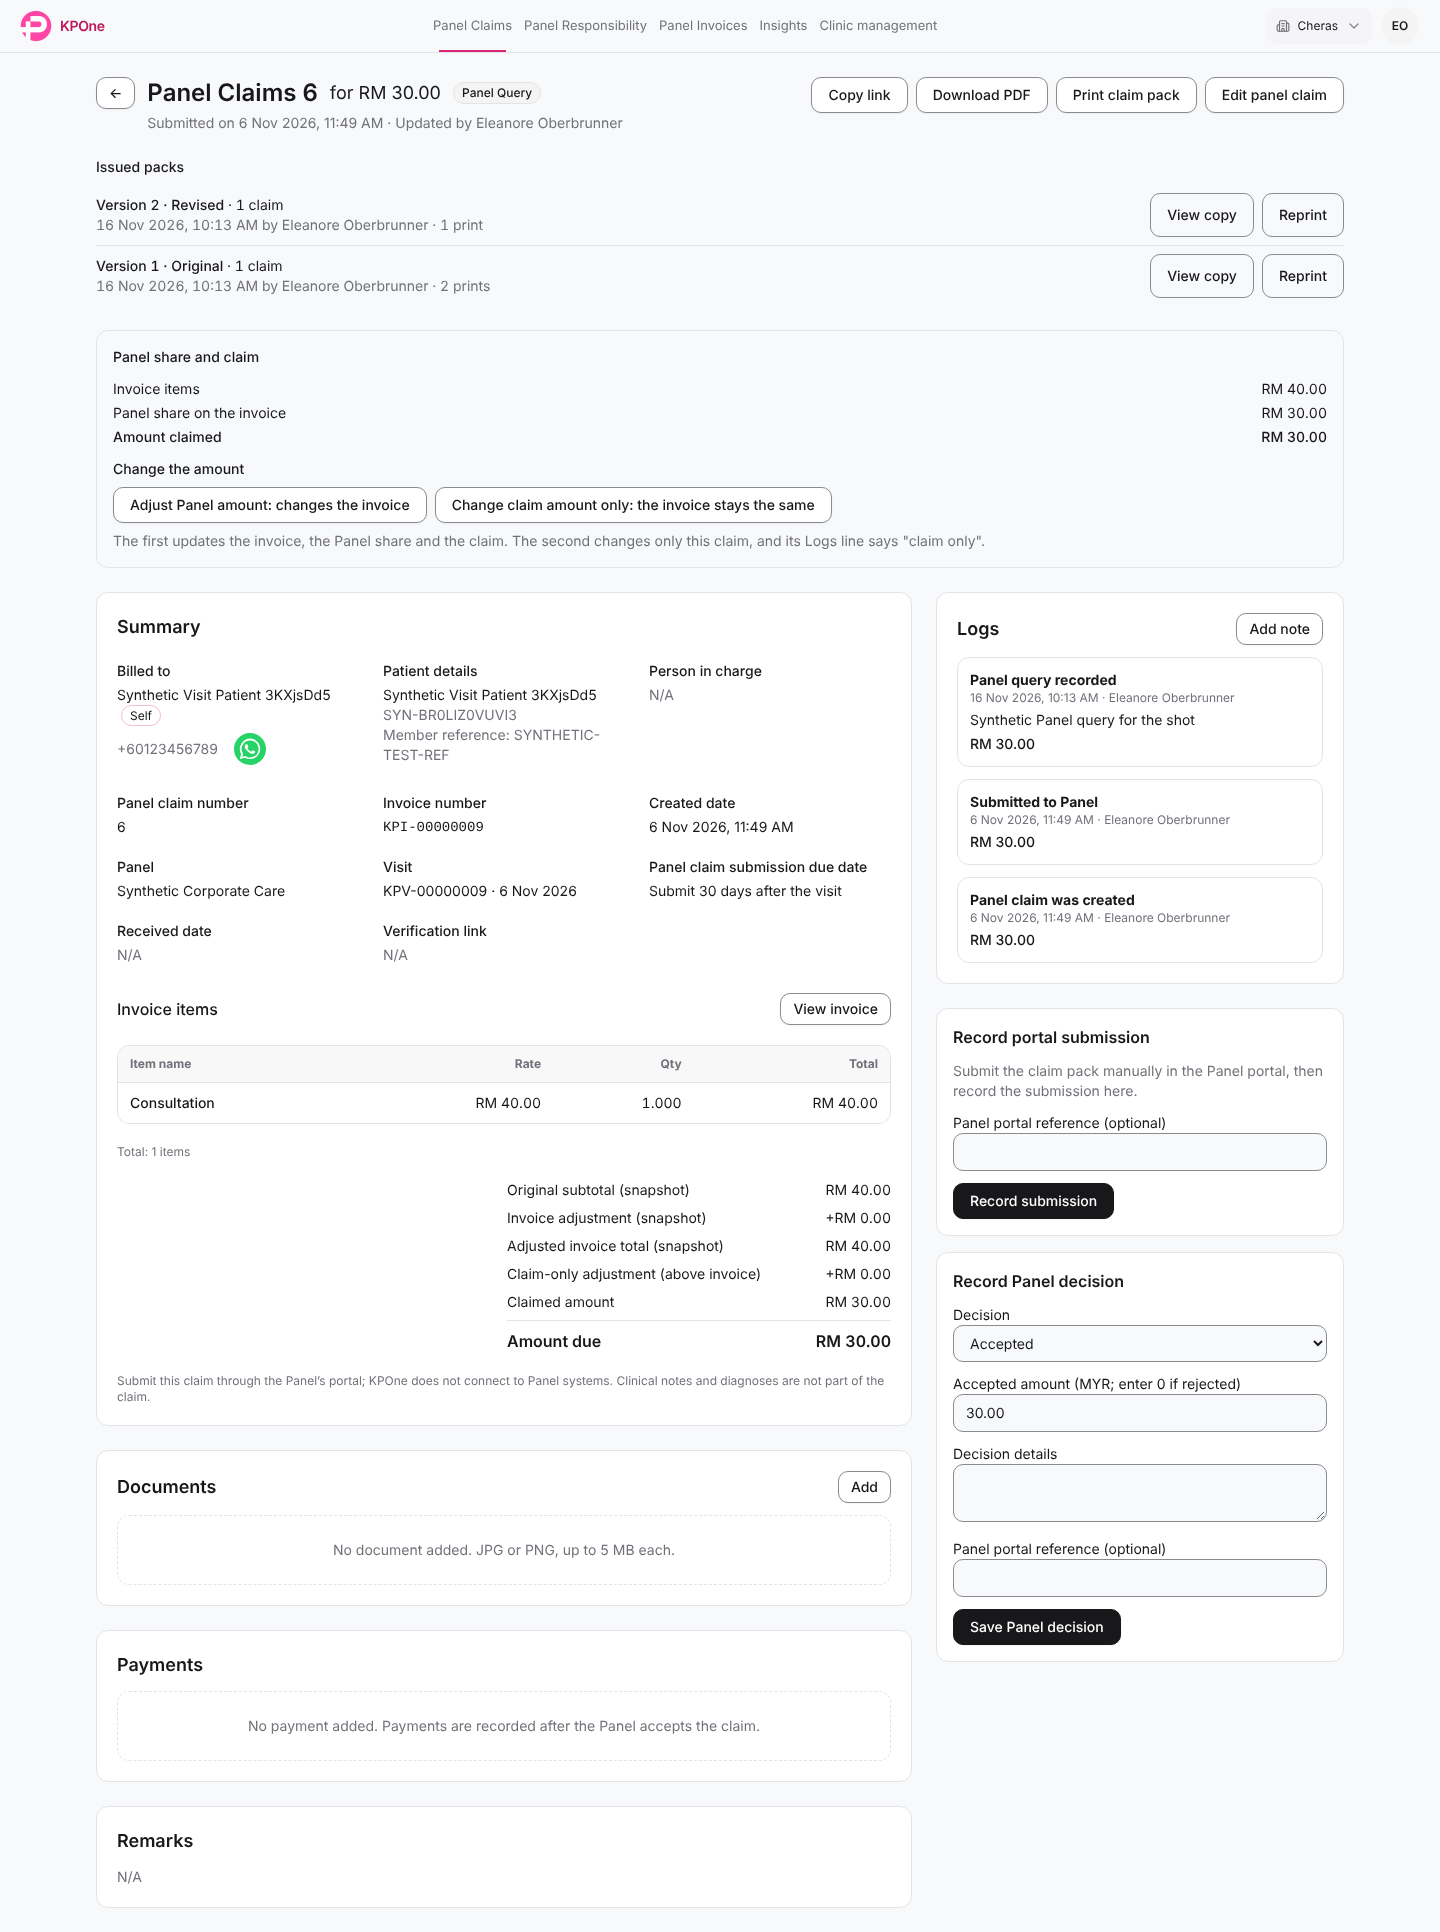 KPOne
Panel Claims
Panel Responsibility
Panel Invoices
Insights
Clinic management
Cheras
EO
Panel Claims 6 for RM 30.00 Panel Query
Submitted on 6 Nov 2026, 11:49 AM · Updated by Eleanore Oberbrunner
Copy link
Download PDF
Print claim pack
Edit panel claim
Issued packs
Version 2 · Revised · 1 claim
16 Nov 2026, 10:13 AM by Eleanore Oberbrunner · 1 print
View copy
Reprint
Version 1 · Original · 1 claim
16 Nov 2026, 10:13 AM by Eleanore Oberbrunner · 2 prints
View copy
Reprint
Panel share and claim
Invoice items RM 40.00
Panel share on the invoice RM 30.00
Amount claimed RM 30.00
Change the amount
Adjust Panel amount: changes the invoice
Change claim amount only: the invoice stays the same
The first updates the invoice, the Panel share and the claim. The second changes only this claim, and its Logs line says "claim only".
Summary
Billed to
Synthetic Visit Patient 3KXjsDd5
Self
+60123456789
Patient details
Synthetic Visit Patient 3KXjsDd5
SYN-BR0LIZ0VUVI3
Member reference: SYNTHETIC-
TEST-REF
Person in charge
N/A
Panel claim number
6
Invoice number
KPI-00000009
Created date
6 Nov 2026, 11:49 AM
Panel
Synthetic Corporate Care
Visit
KPV-00000009 · 6 Nov 2026
Panel claim submission due date
Submit 30 days after the visit
Received date
N/A
Verification link
N/A
Invoice items
View invoice
Item name Rate Qty Total
Consultation RM 40.00 1.000 RM 40.00
Total: 1 items
Original subtotal (snapshot) RM 40.00
Invoice adjustment (snapshot) +RM 0.00
Adjusted invoice total (snapshot) RM 40.00
Claim-only adjustment (above invoice) +RM 0.00
Claimed amount RM 30.00
Amount due RM 30.00
Submit this claim through the Panel's portal; KPOne does not connect to Panel systems. Clinical notes and diagnoses are not part of the
claim.
Documents
Add
No document added. JPG or PNG, up to 5 MB each.
Payments
No payment added. Payments are recorded after the Panel accepts the claim.
Remarks
N/A
Logs
Add note
Panel query recorded
16 Nov 2026, 10:13 AM · Eleanore Oberbrunner
Synthetic Panel query for the shot
RM 30.00
Submitted to Panel
6 Nov 2026, 11:49 AM · Eleanore Oberbrunner
RM 30.00
Panel claim was created
6 Nov 2026, 11:49 AM · Eleanore Oberbrunner
RM 30.00
Record portal submission
Submit the claim pack manually in the Panel portal, then
record the submission here.
Panel portal reference (optional)
Record submission
Record Panel decision
Decision
Accepted
Accepted amount (MYR; enter 0 if rejected)
30.00
Decision details
Panel portal reference (optional)
Save Panel decision